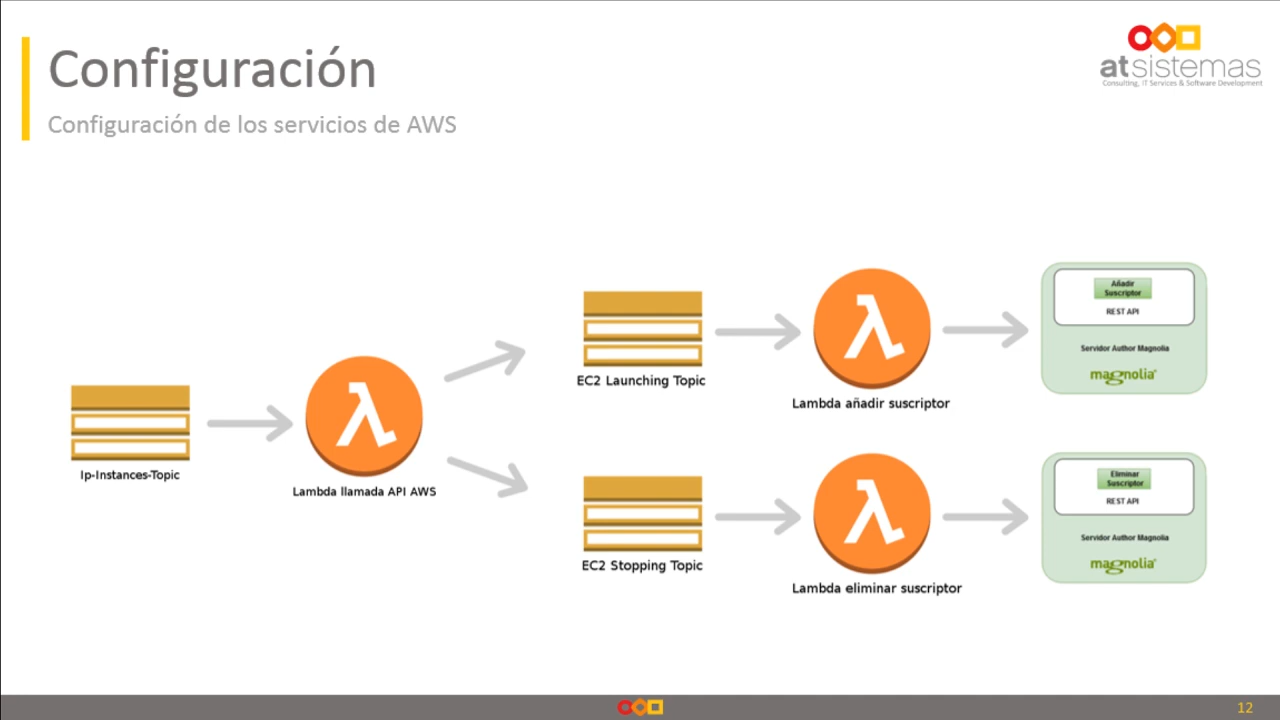 Configuración
Configuración de los servicios de AWS
atsistemas
Consulting, IT Services & Software Development
Ip-Instances-Topic
Lambda llamada API AWS
EC2 Launching Topic
Lambda añadir suscriptor
Añadir
Suscriptor
REST API
Servidor Author Magnolia
magnolia
EC2 Stopping Topic
Lambda eliminar suscriptor
Eliminar
Suscriptor
REST API
Servidor Author Magnolia
magnolia
12